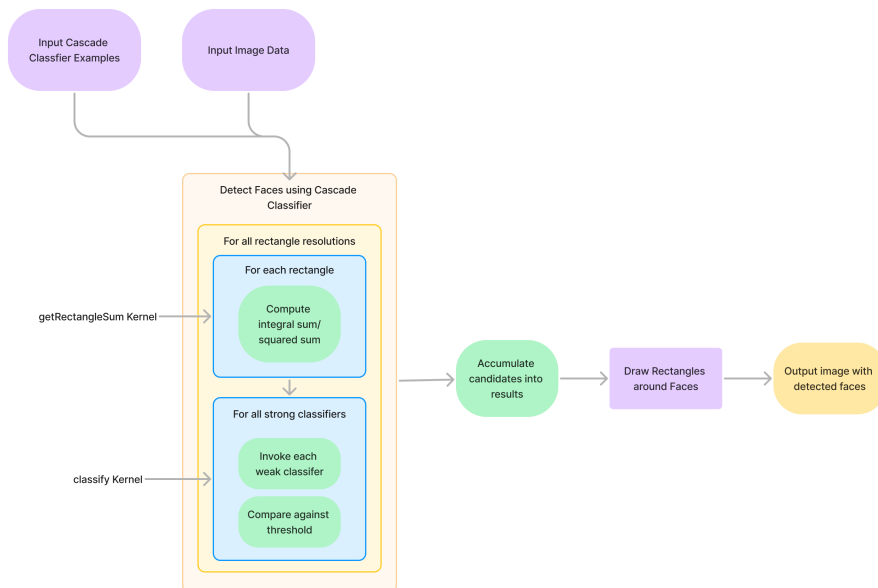 Input Cascade
Classfier Examples
Input Image Data
Detect Faces using Cascade
Classifier
For all rectangle resolutions
For each rectangle
Compute
integral sum/
squared sum
getRectangleSum Kernel
For all strong classifiers
Invoke each
weak classifer
Compare against
threshold
classify Kernel
Accumulate
candidates into
results
Draw Rectangles
around Faces
Output image with
detected faces